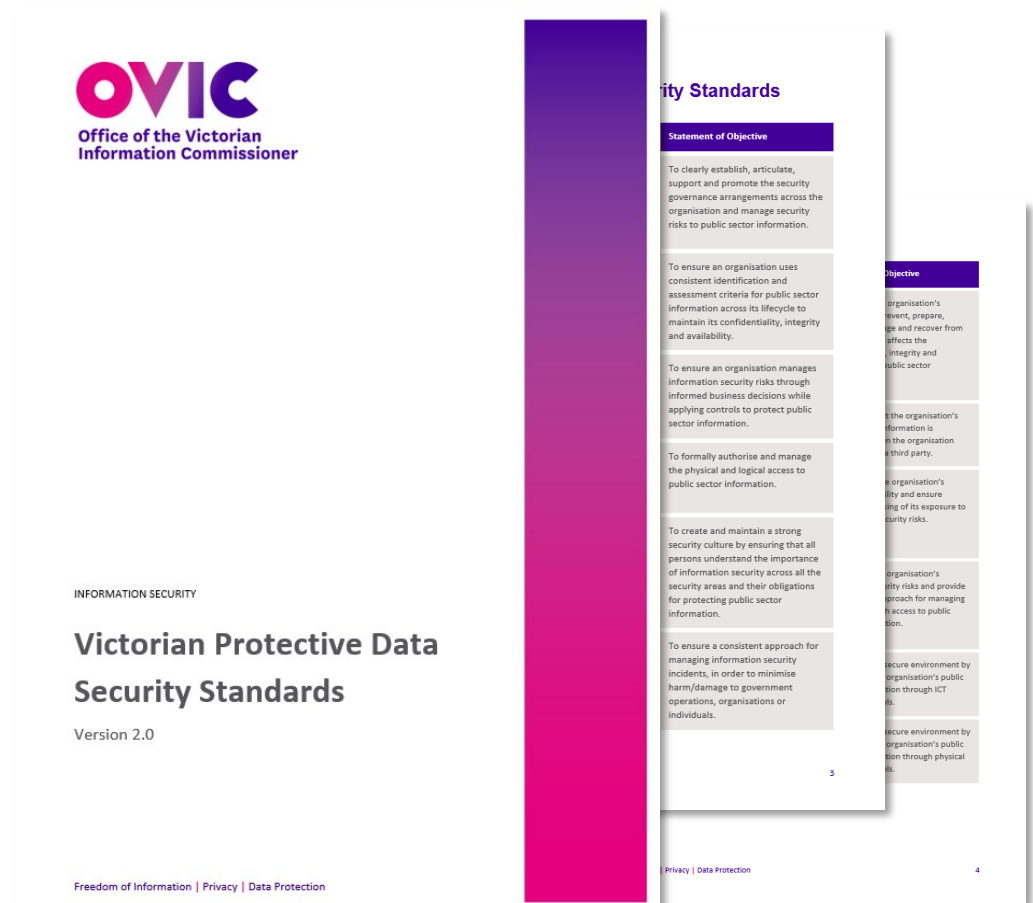 OVIC
Office of the Victorian
Information Commissioner
INFORMATION SECURITY
Victorian Protective Data
Security Standards
Version 2.0
Freedom of Information | Privacy | Data Protection
ity Standards
Statement of Objective
To clearly establish, articulate,
support and promote the security
governance arrangements across the
organisation and manage security
risks to public sector information.
To ensure an organisation uses
consistent identification and
assessment criteria for public sector
information across its lifecycle to
maintain its confidentiality, integrity
and availability.
To ensure an organisation manages
information security risks through
informed business decisions while
applying controls to protect public
sector information.
To formally authorise and manage
the physical and logical access to
public sector information.
To create and maintain a strong
security culture by ensuring that all
persons understand the importance
of information security across all the
security areas and their obligations
for protecting public sector
information.
To ensure a consistent approach for
managing information security
incidents, in order to minimise
harm/damage to government
operations, organisations or
individuals.
3
Objective
organisation's
revent, prepare,
ge and recover from
affects the
, integrity and
public sector
t the organisation's
nformation is
n the organisation
a third party.
e organisation's
ility and ensure
king of its exposure to
curity risks.
organisation's
rity risks and provide
proach for managing
h access to public
tion.
secure environment by
organisation's public
tion through ICT
ls.
secure environment by
organisation's public
tion through physical
ls.
| Privacy | Data Protection
4